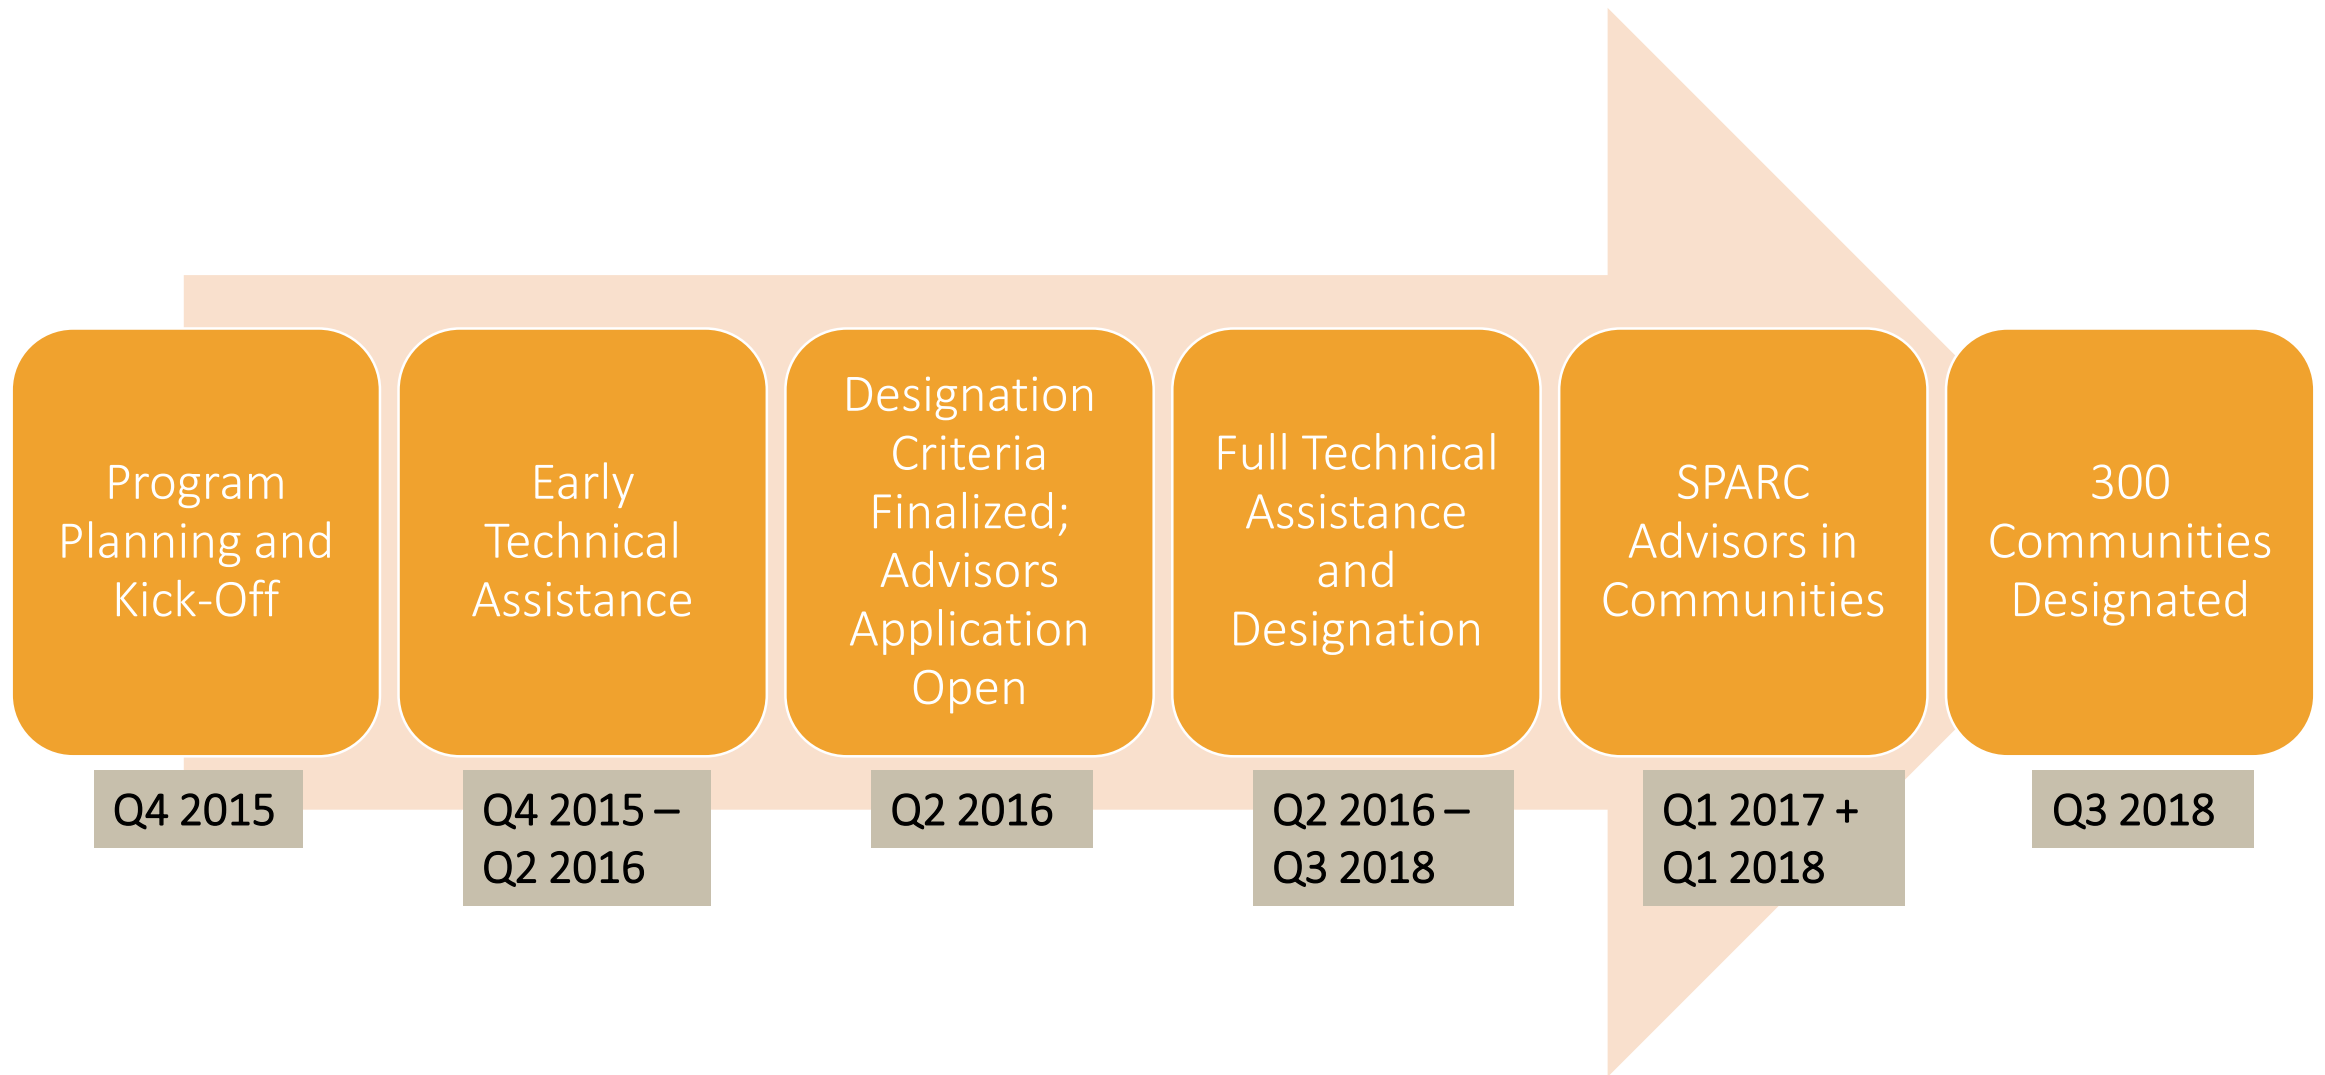 Program
Planning and
Kick-Off
Q4 2015
Early
Technical
Assistance
Q4 2015 –
Q2 2016
Designation
Criteria
Finalized;
Advisors
Application
Open
Q2 2016
Full Technical
Assistance
and
Designation
Q2 2016 –
Q3 2018
SPARC
Advisors in
Communities
Q1 2017 +
Q1 2018
300
Communities
Designated
Q3 2018